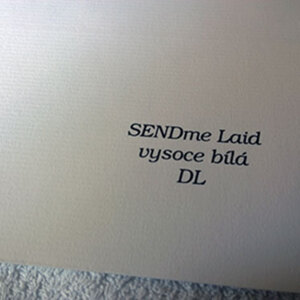 SENDme Laid
vysoce bílá
DL